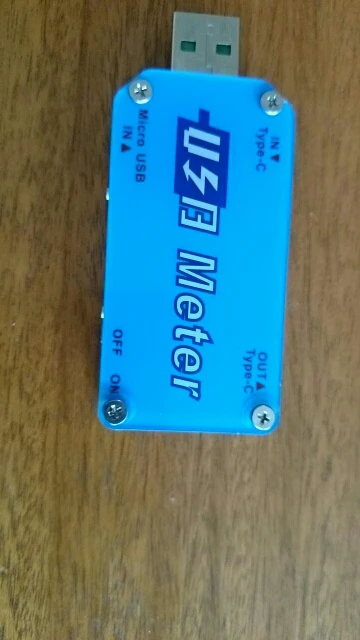 IN▼
Type-C
Micro USB
IN▲
USB Meter
OUT▲
Type-C
OFF ON